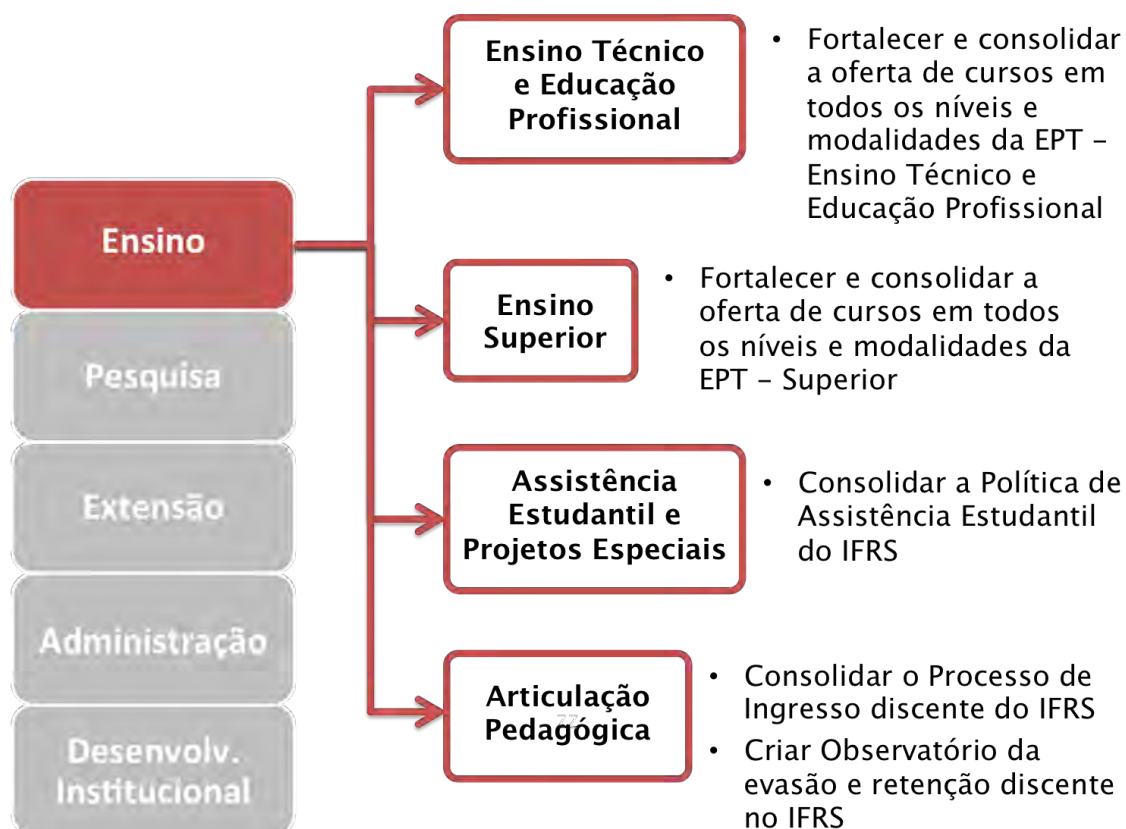 Ensino
Pesquisa
Extensão
Administração
Desenvolv.
Institucional
Ensino Técnico
e Educação
Profissional
• Fortalecer e consolidar
a oferta de cursos em
todos os níveis e
modalidades da EPT –
Ensino Técnico e
Educação Profissional
Ensino
Superior
• Fortalecer e consolidar a
oferta de cursos em todos
os níveis e modalidades da
EPT – Superior
Assistência
Estudantil e
Projetos Especiais
• Consolidar a Política de
Assistência Estudantil
do IFRS
Articulação
Pedagógica
• Consolidar o Processo de
Ingresso discente do IFRS
• Criar Observatório da
evasão e retenção discente
no IFRS